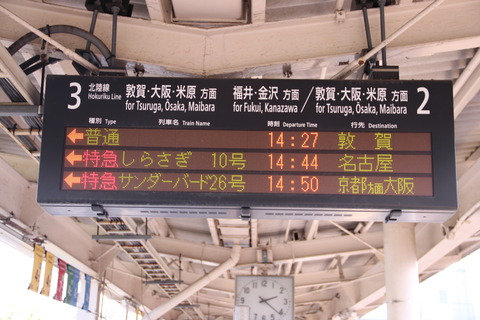 3 北陸線 敦賀・大阪・米原 方面 福井・金沢 方面 / 敦賀・大阪・米原 方面 2
Hokuriku Line for Tsuruga, Ōsaka, Maibara for Fukui, Kanazawa for Tsuruga, Ōsaka, Maibara
種別 Type 列車名 Train Name 時刻 Departure Time 行先 Destination
←普通 14:27 敦賀
←特急 しらさぎ 10号 14:44 名古屋
←特急 サンダーバード26号 14:50 京都方面大阪